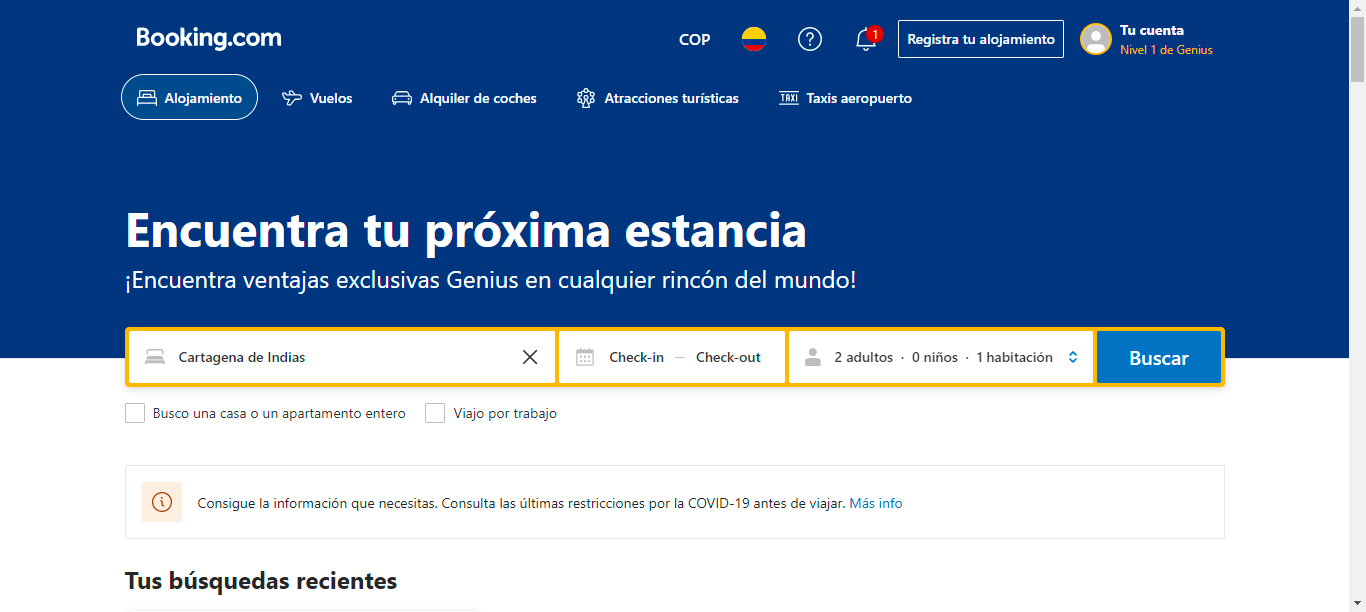 Booking.com
COP
1
Registra tu alojamiento
Tu cuenta
Nivel 1 de Genius
Alojamiento
Vuelos
Alquiler de coches
Atracciones turísticas
TAXI Taxis aeropuerto
Encuentra tu próxima estancia
¡Encuentra ventajas exclusivas Genius en cualquier rincón del mundo!
Cartagena de Indias
Check-in — Check-out
2 adultos · 0 niños · 1 habitación
Buscar
Busco una casa o un apartamento entero
Viajo por trabajo
Consigue la información que necesitas. Consulta las últimas restricciones por la COVID-19 antes de viajar. Más info
Tus búsquedas recientes